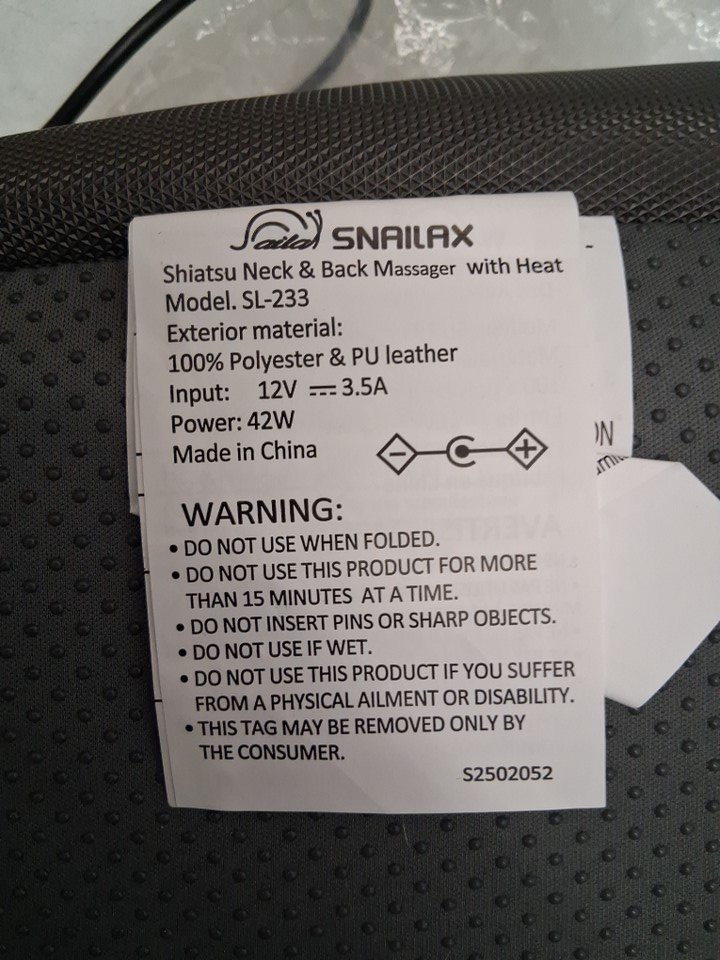 SNAILAX
Shiatsu Neck & Back Massager with Heat
Model. SL-233
Exterior material:
100% Polyester & PU leather
Input: 12V ⎓ 3.5A
Power: 42W
Made in China
WARNING:
• DO NOT USE WHEN FOLDED.
• DO NOT USE THIS PRODUCT FOR MORE
THAN 15 MINUTES AT A TIME.
• DO NOT INSERT PINS OR SHARP OBJECTS.
• DO NOT USE IF WET.
• DO NOT USE THIS PRODUCT IF YOU SUFFER
FROM A PHYSICAL AILMENT OR DISABILITY.
• THIS TAG MAY BE REMOVED ONLY BY
THE CONSUMER.
S2502052